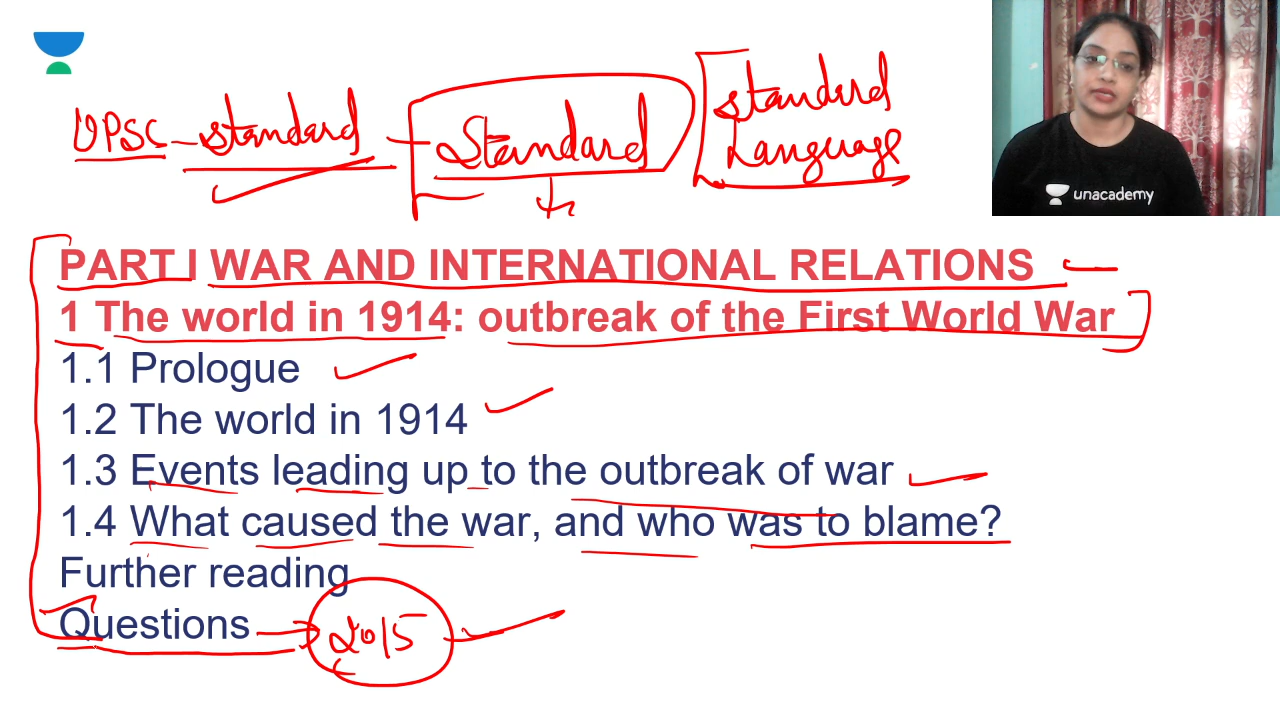 UPSC - standard - Standard
standard
Language
unacademy
PART I WAR AND INTERNATIONAL RELATIONS
1 The world in 1914: outbreak of the First World War
1.1 Prologue
1.2 The world in 1914
1.3 Events leading up to the outbreak of war
1.4 What caused the war, and who was to blame?
Further reading
Questions
2015